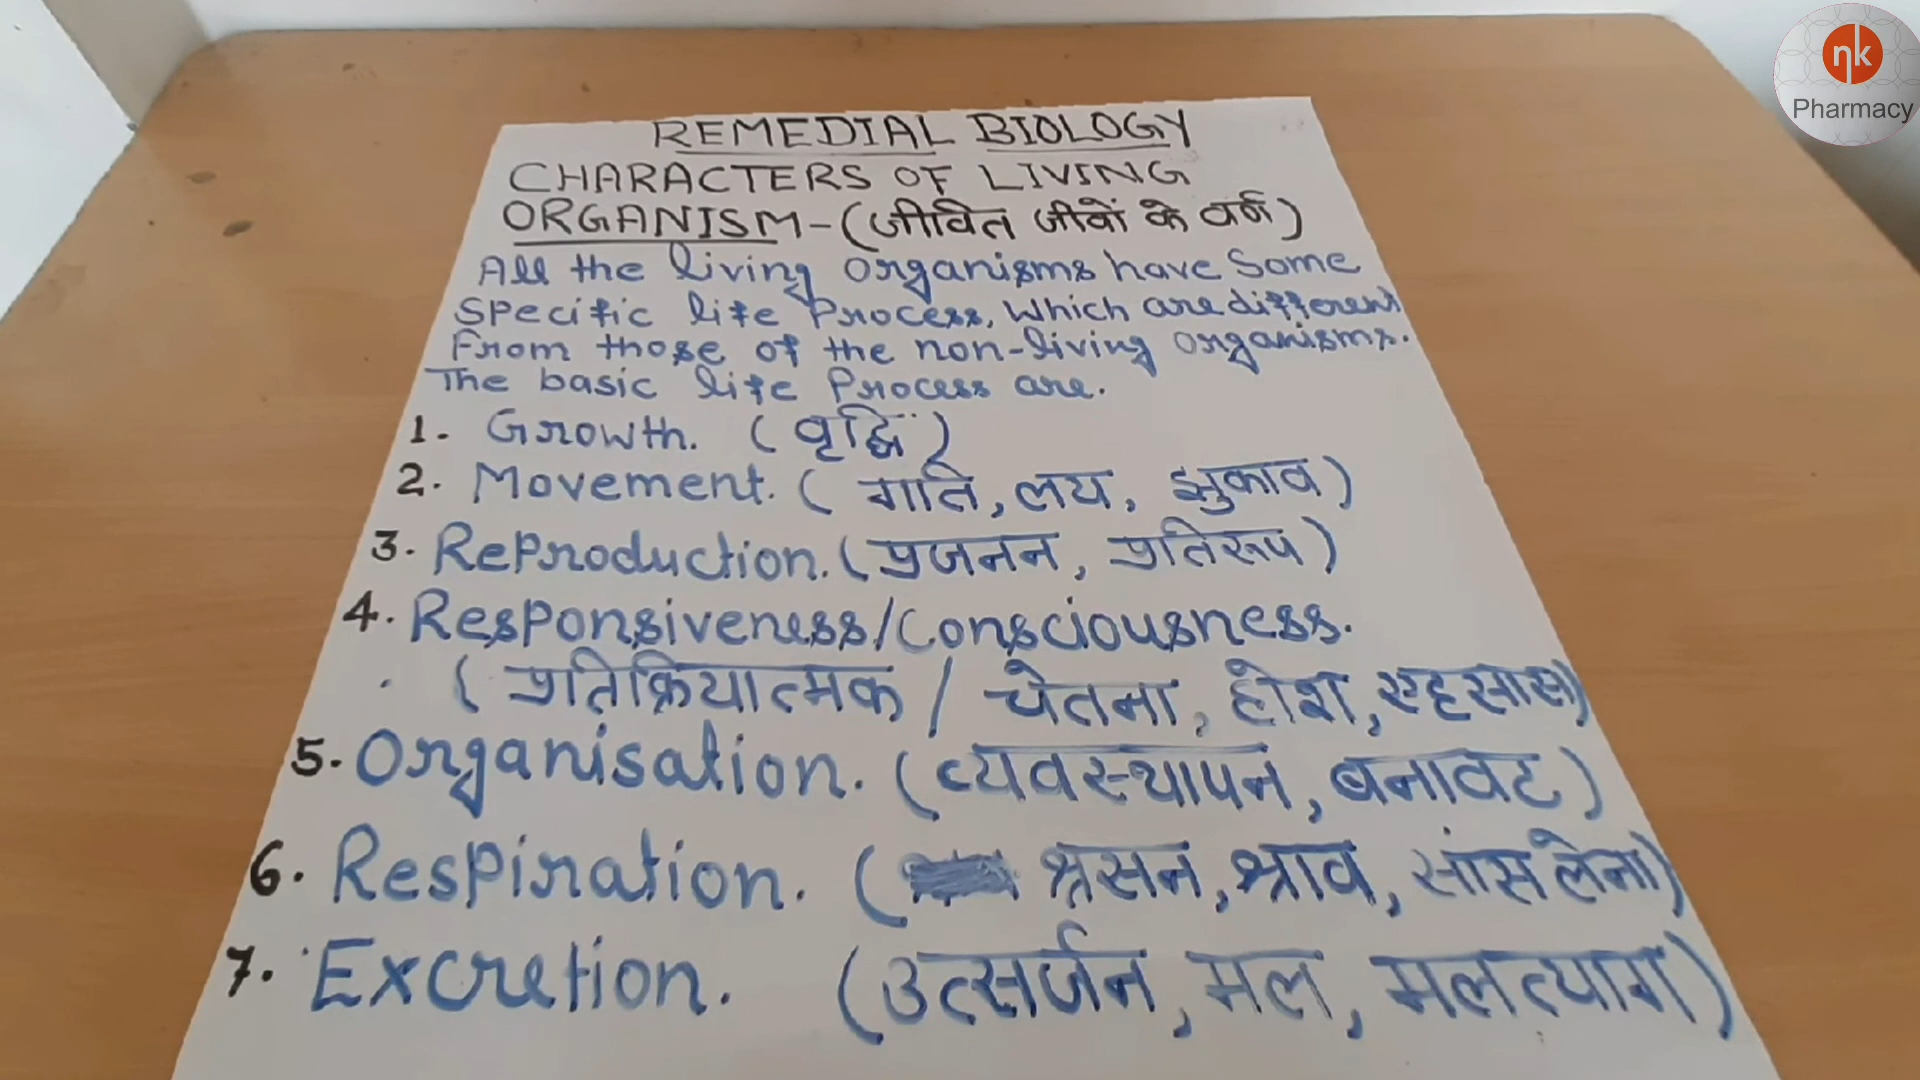 ηk
Pharmacy
REMEDIAL BIOLOGY
CHARACTERS OF LIVING
ORGANISM-(जीवित जीवों के वर्ण)
All the living Organisms have Some
Specific life Process, Which are different
From those of the non-living Organisms.
The basic life Process are.
1. Growth. (वृद्धि)
2. Movement. (गति, लय, झुकाव)
3. Reproduction. (प्रजनन, प्रतिरूप)
4. Responsiveness/Consciousness.
(प्रतिक्रियात्मक / चेतना, होश, एहसास)
5. Organisation. (व्यवस्थापन, बनावट)
6. Respiration. (श्वसन, श्राव, सांस लेना)
7. Excretion. (उत्सर्जन, मल, मलत्याग)